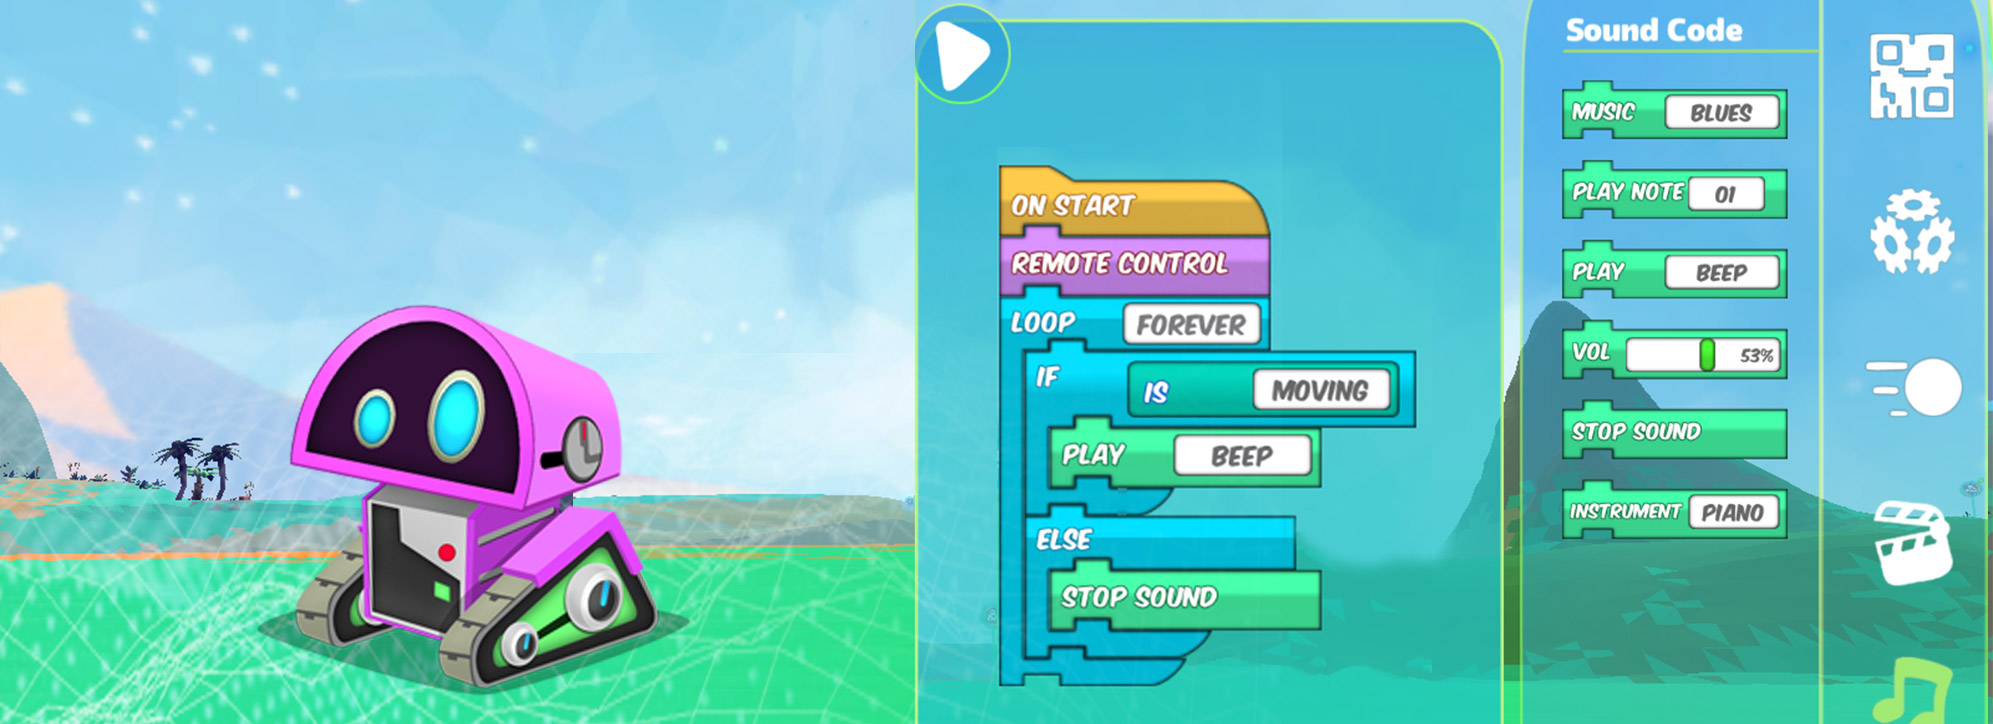 ON START
REMOTE CONTROL
LOOP FOREVER
IF IS MOVING
PLAY BEEP
ELSE
STOP SOUND
Sound Code
MUSIC BLUES
PLAY NOTE 01
PLAY BEEP
VOL 53%
STOP SOUND
INSTRUMENT PIANO